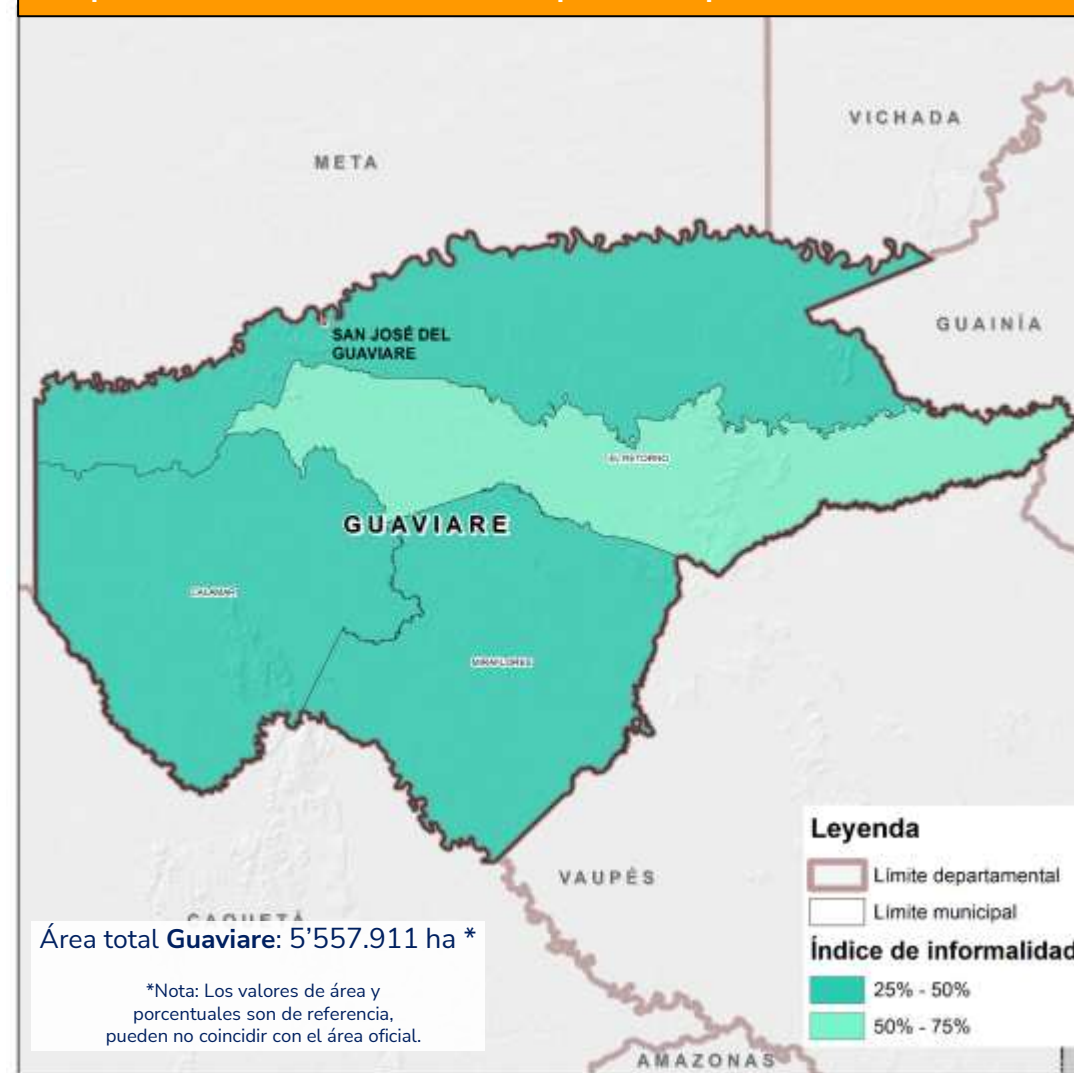 VICHADA
META
GUAINÍA
SAN JOSÉ DEL
GUAVIARE
EL RETORNO
GUAVIARE
CALAMAR
MIRAFLORES
VAUPÉS
CAQUETÁ
AMAZONAS
Área total Guaviare: 5’557.911 ha *
*Nota: Los valores de área y
porcentuales son de referencia,
pueden no coincidir con el área oficial.
Leyenda
Límite departamental
Límite municipal
Índice de informalidad
25% - 50%
50% - 75%